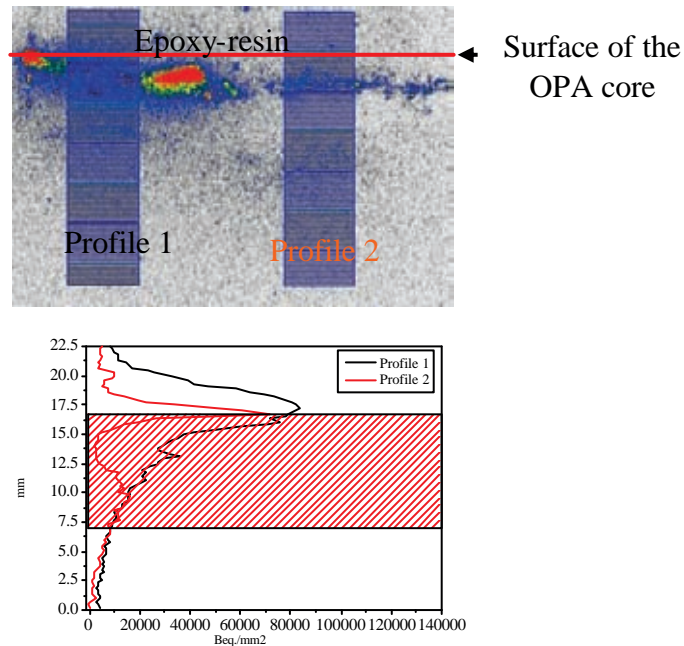 Epoxy-resin
Surface of the
OPA core
Profile 1
Profile 2
22.5
20.0
17.5
15.0
12.5
10.0
7.5
5.0
2.5
0.0
mm
Profile 1
Profile 2
0 20000 40000 60000 80000 100000 120000 140000
Beq./mm2